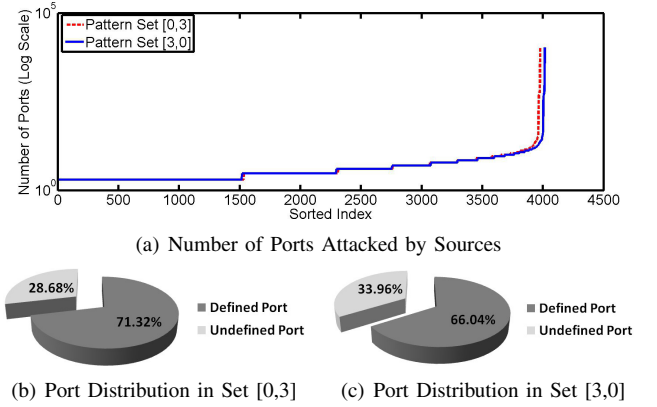 10^5
Pattern Set [0,3]
Pattern Set [3,0]
Number of Ports (Log Scale)
10^0
0 500 1000 1500 2000 2500 3000 3500 4000 4500
Sorted Index
(a) Number of Ports Attacked by Sources
28.68%
71.32%
Defined Port
Undefined Port
33.96%
66.04%
Defined Port
Undefined Port
(b) Port Distribution in Set [0,3]
(c) Port Distribution in Set [3,0]